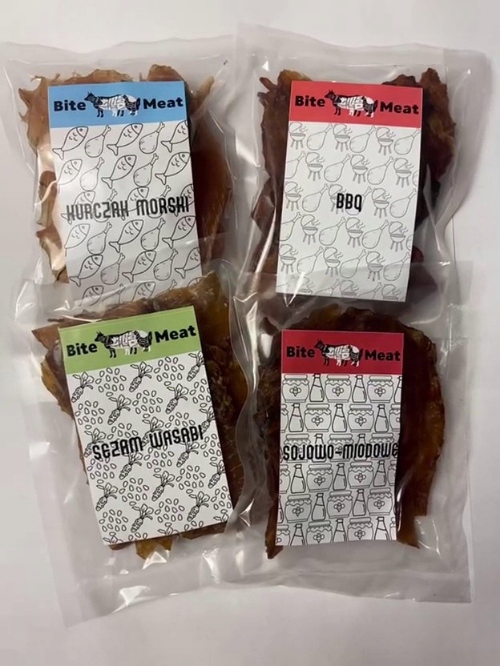 Bite Meat
KURCZAK MORSKI
Bite Meat
BBQ
Bite Meat
SEZAM WASABI
Bite Meat
SOJOWO-MIODOWE